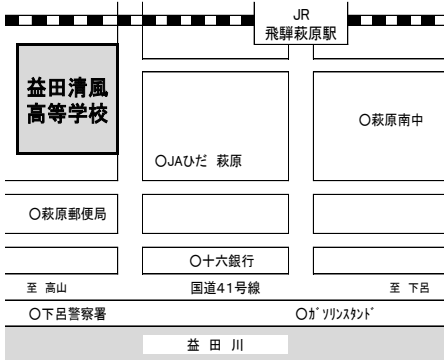 JR
飛騨萩原駅
益田清風
高等学校
○萩原南中
○JAひだ 萩原
○萩原郵便局
○十六銀行
至 高山
国道41号線
至 下呂
○下呂警察署
○ｶﾞｿﾘﾝｽﾀﾝﾄﾞ
益 田 川